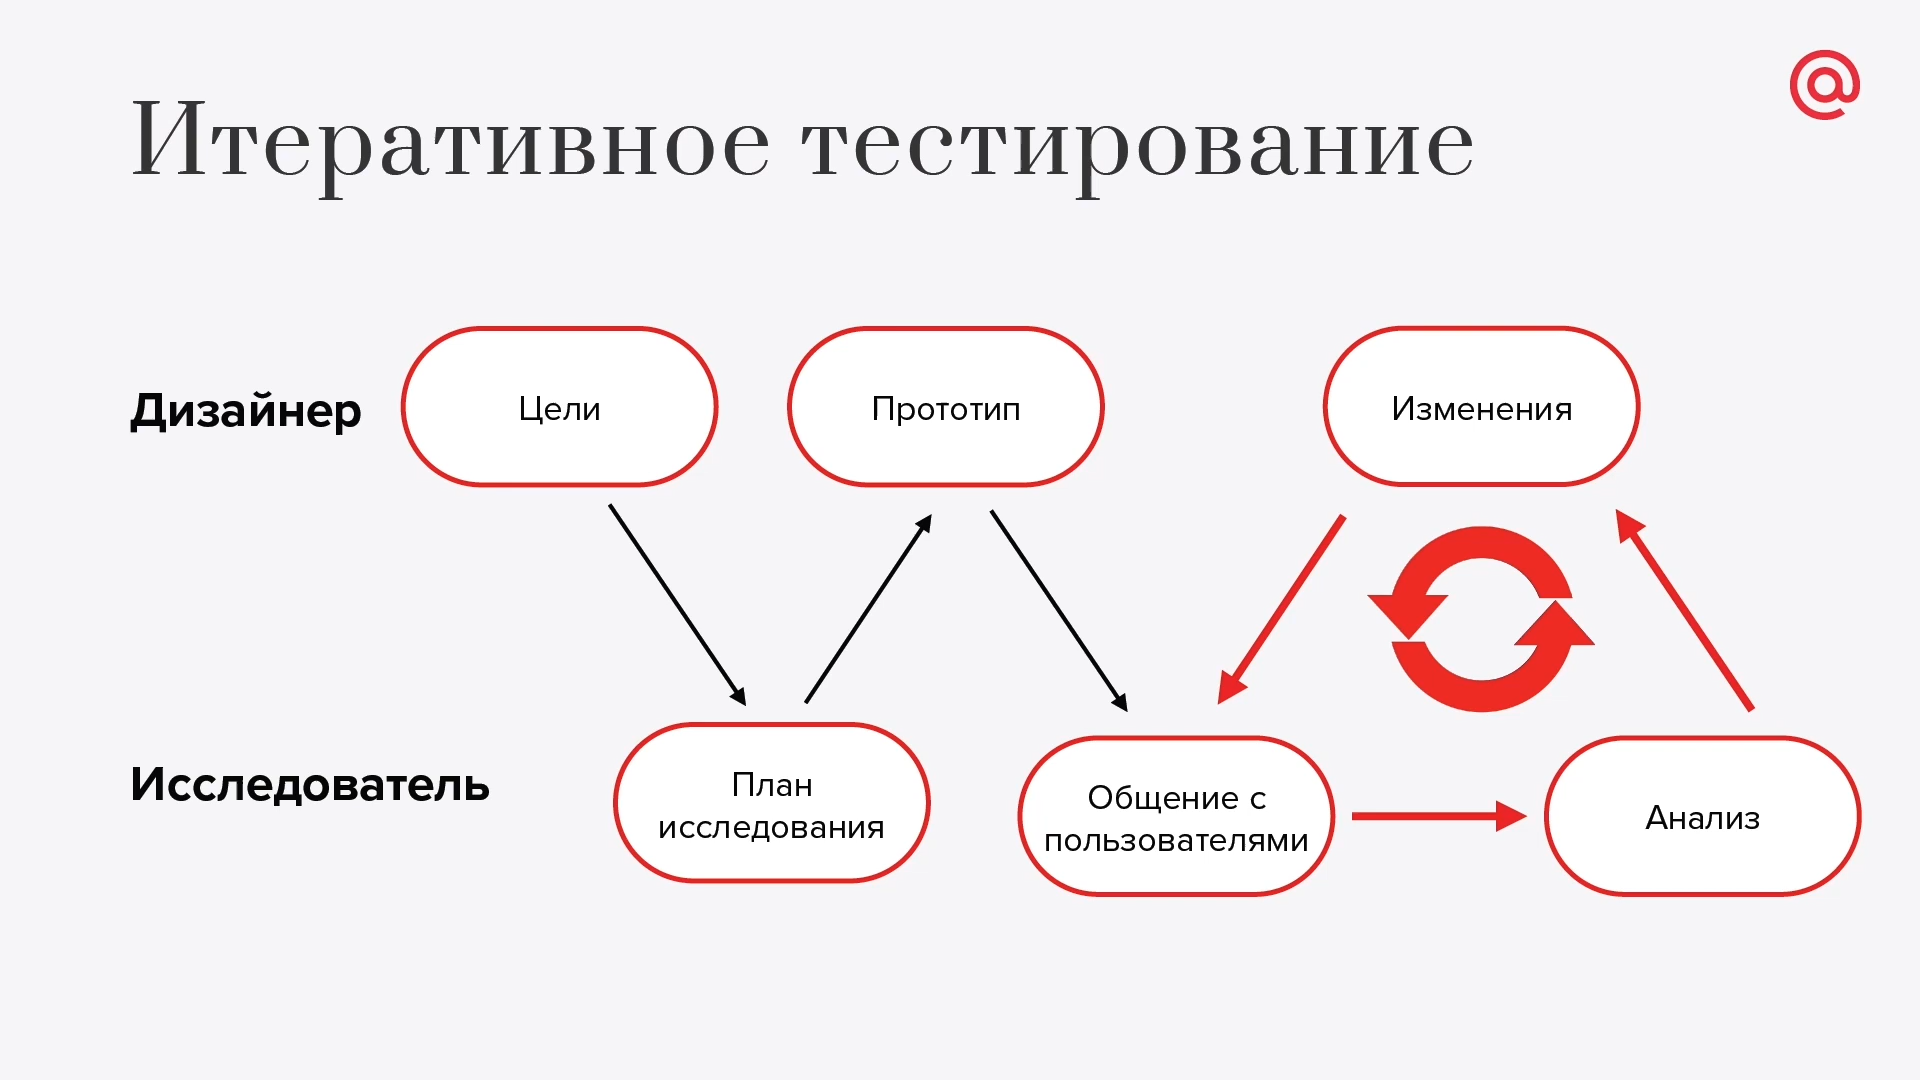 Итеративное тестирование
Дизайнер
Цели
Прототип
Изменения
Исследователь
План
исследования
Общение с
пользователями
Анализ